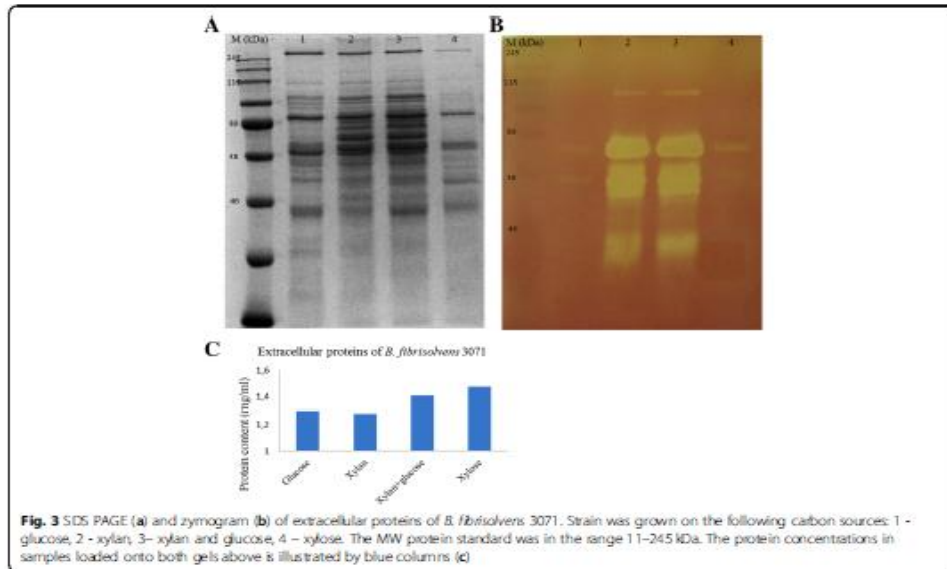 A
M (kDa) 1 2 3 4
245
135
80
58
46
B
M (kDa) 1 2 3 4
245
135
80
58
46
C
Extracellular proteins of B. fibrisolvens 3071
Protein content (mg/ml)
1,6
1,4
1,2
1
Glucose
Xylan
Xylan+glucose
Xylose
Fig. 3 SDS PAGE (a) and zymogram (b) of extracellular proteins of B. fibrisolvens 3071. Strain was grown on the following carbon sources: 1 -
glucose, 2 - xylan, 3– xylan and glucose, 4 – xylose. The MW protein standard was in the range 11–245 kDa. The protein concentrations in
samples loaded onto both gels above is illustrated by blue columns (c)